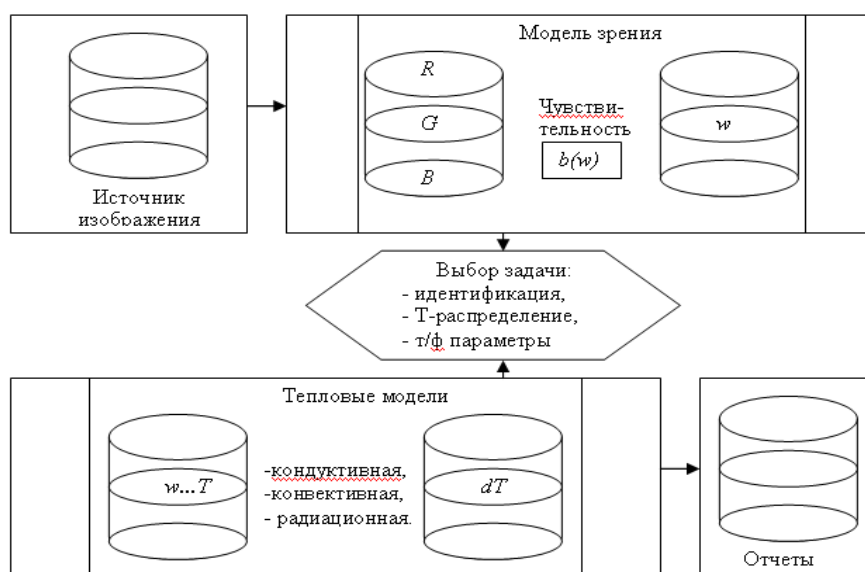 Модель зрения
R
G
B
Чувстви-
тельность
b(w)
w
Источник
изображения
Выбор задачи:
- идентификация,
- Т-распределение,
- т/ф параметры
Тепловые модели
w...T
-кондуктивная,
-конвективная,
- радиационная.
dT
Отчеты